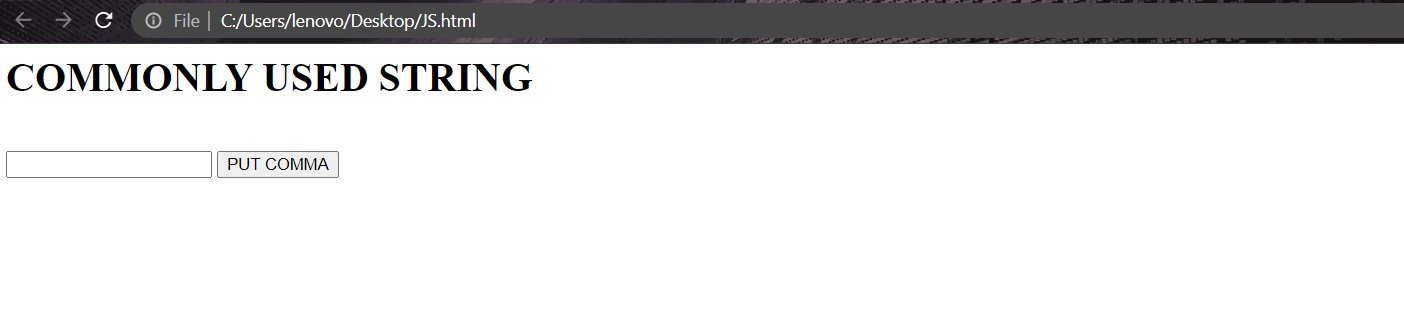 File C:/Users/lenovo/Desktop/JS.html
COMMONLY USED STRING
PUT COMMA